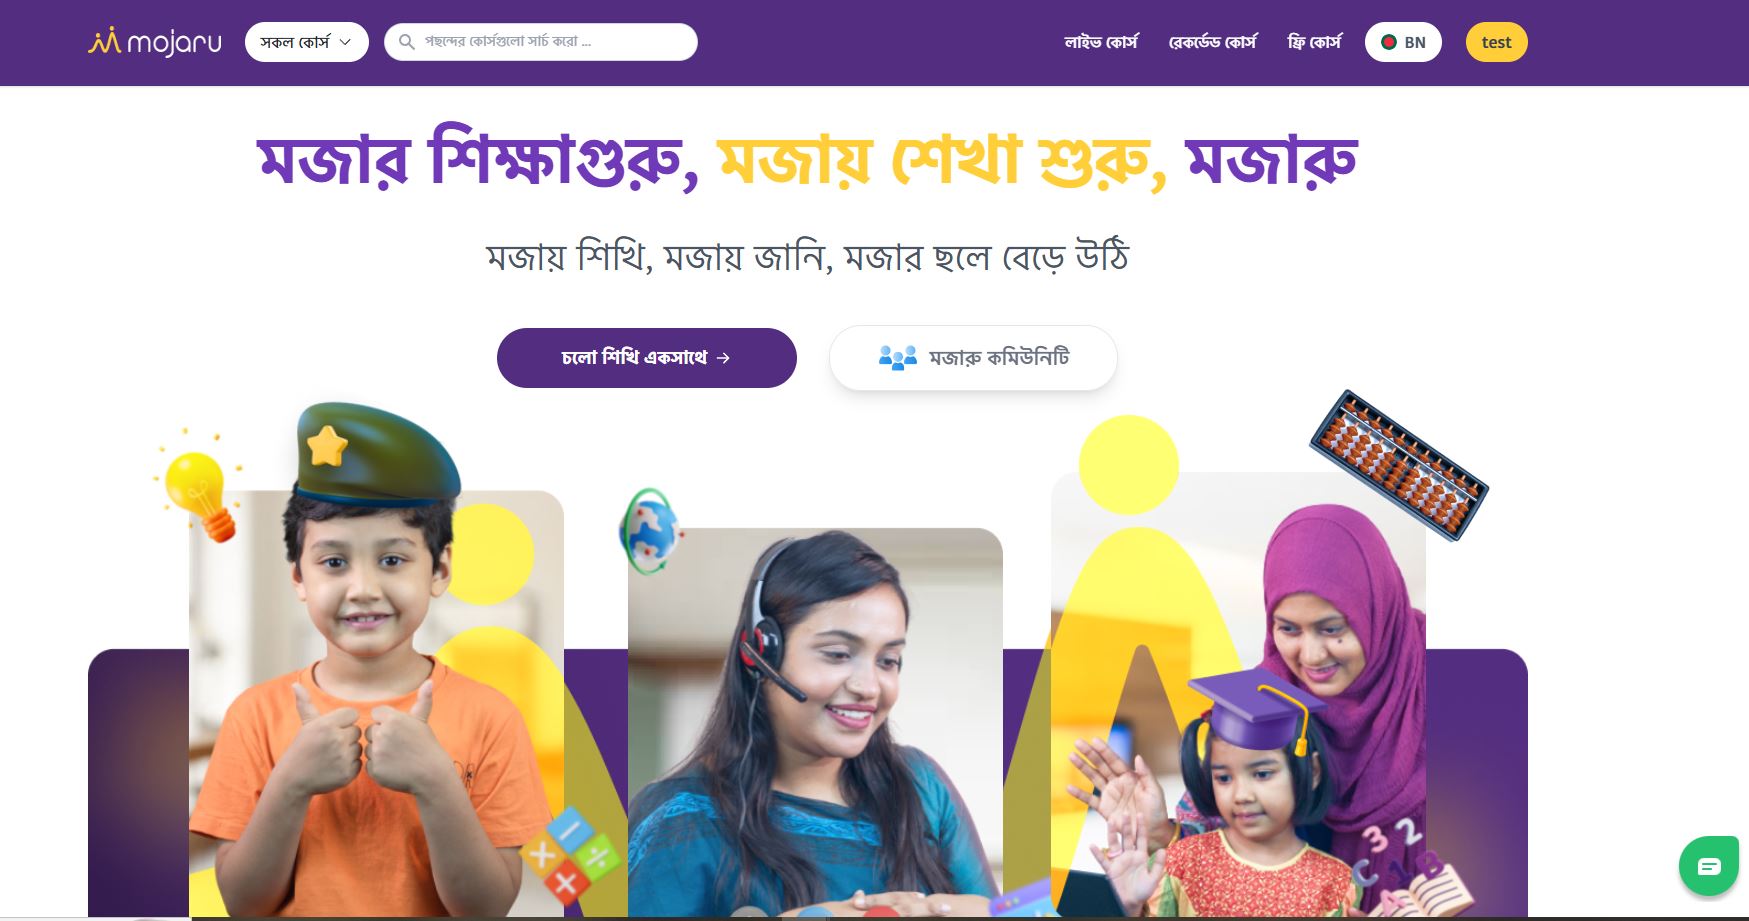 mojaru
সকল কোর্স
পছন্দের কোর্সগুলো সার্চ করো ...
লাইভ কোর্স
রেকর্ডেড কোর্স
ফ্রি কোর্স
BN
test
মজার শিক্ষাগুরু, মজায় শেখা শুরু, মজারু
মজায় শিখি, মজায় জানি, মজার ছলে বেড়ে উঠি
চলো শিখি একসাথে →
মজারু কমিউনিটি